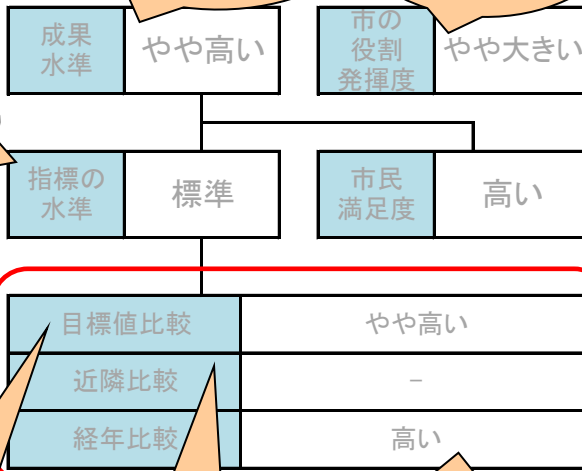 成果
水準
やや高い
市の
役割
発揮度
やや大きい
指標の
水準
標準
市民
満足度
高い
目標値比較
やや高い
近隣比較
－
経年比較
高い